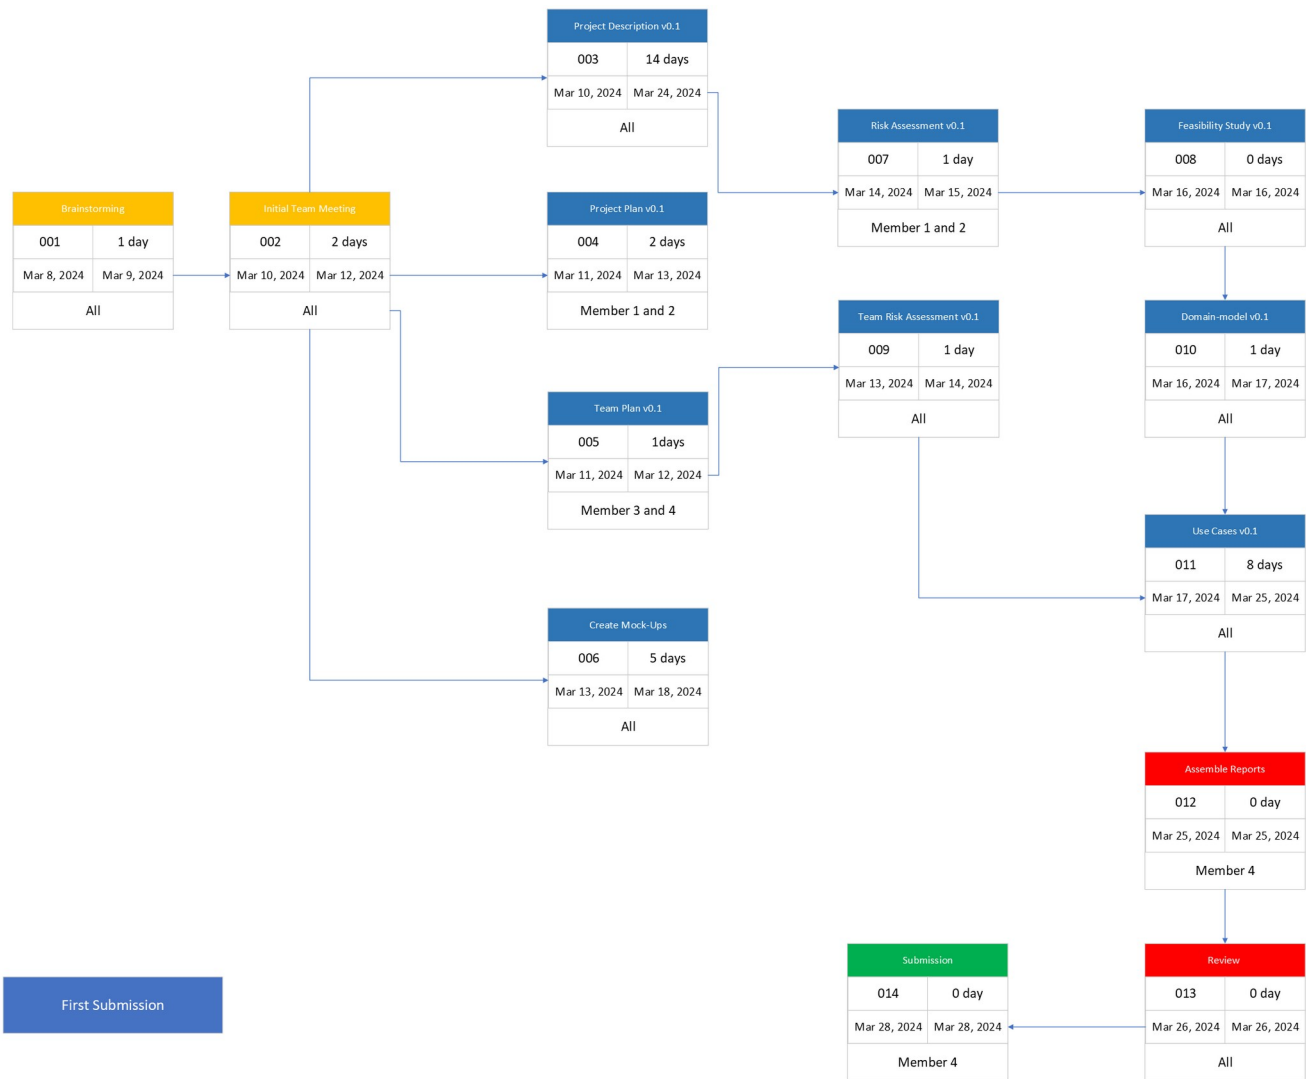 Project Description v0.1
003 14 days
Mar 10, 2024 Mar 24, 2024
All
Risk Assessment v0.1
007 1 day
Mar 14, 2024 Mar 15, 2024
Member 1 and 2
Feasibility Study v0.1
008 0 days
Mar 16, 2024 Mar 16, 2024
All
Brainstorming
001 1 day
Mar 8, 2024 Mar 9, 2024
All
Initial Team Meeting
002 2 days
Mar 10, 2024 Mar 12, 2024
All
Project Plan v0.1
004 2 days
Mar 11, 2024 Mar 13, 2024
Member 1 and 2
Team Risk Assessment v0.1
009 1 day
Mar 13, 2024 Mar 14, 2024
All
Domain-model v0.1
010 1 day
Mar 16, 2024 Mar 17, 2024
All
Team Plan v0.1
005 1days
Mar 11, 2024 Mar 12, 2024
Member 3 and 4
Use Cases v0.1
011 8 days
Mar 17, 2024 Mar 25, 2024
All
Create Mock-Ups
006 5 days
Mar 13, 2024 Mar 18, 2024
All
Assemble Reports
012 0 day
Mar 25, 2024 Mar 25, 2024
Member 4
First Submission
Submission
014 0 day
Mar 28, 2024 Mar 28, 2024
Member 4
Review
013 0 day
Mar 26, 2024 Mar 26, 2024
All